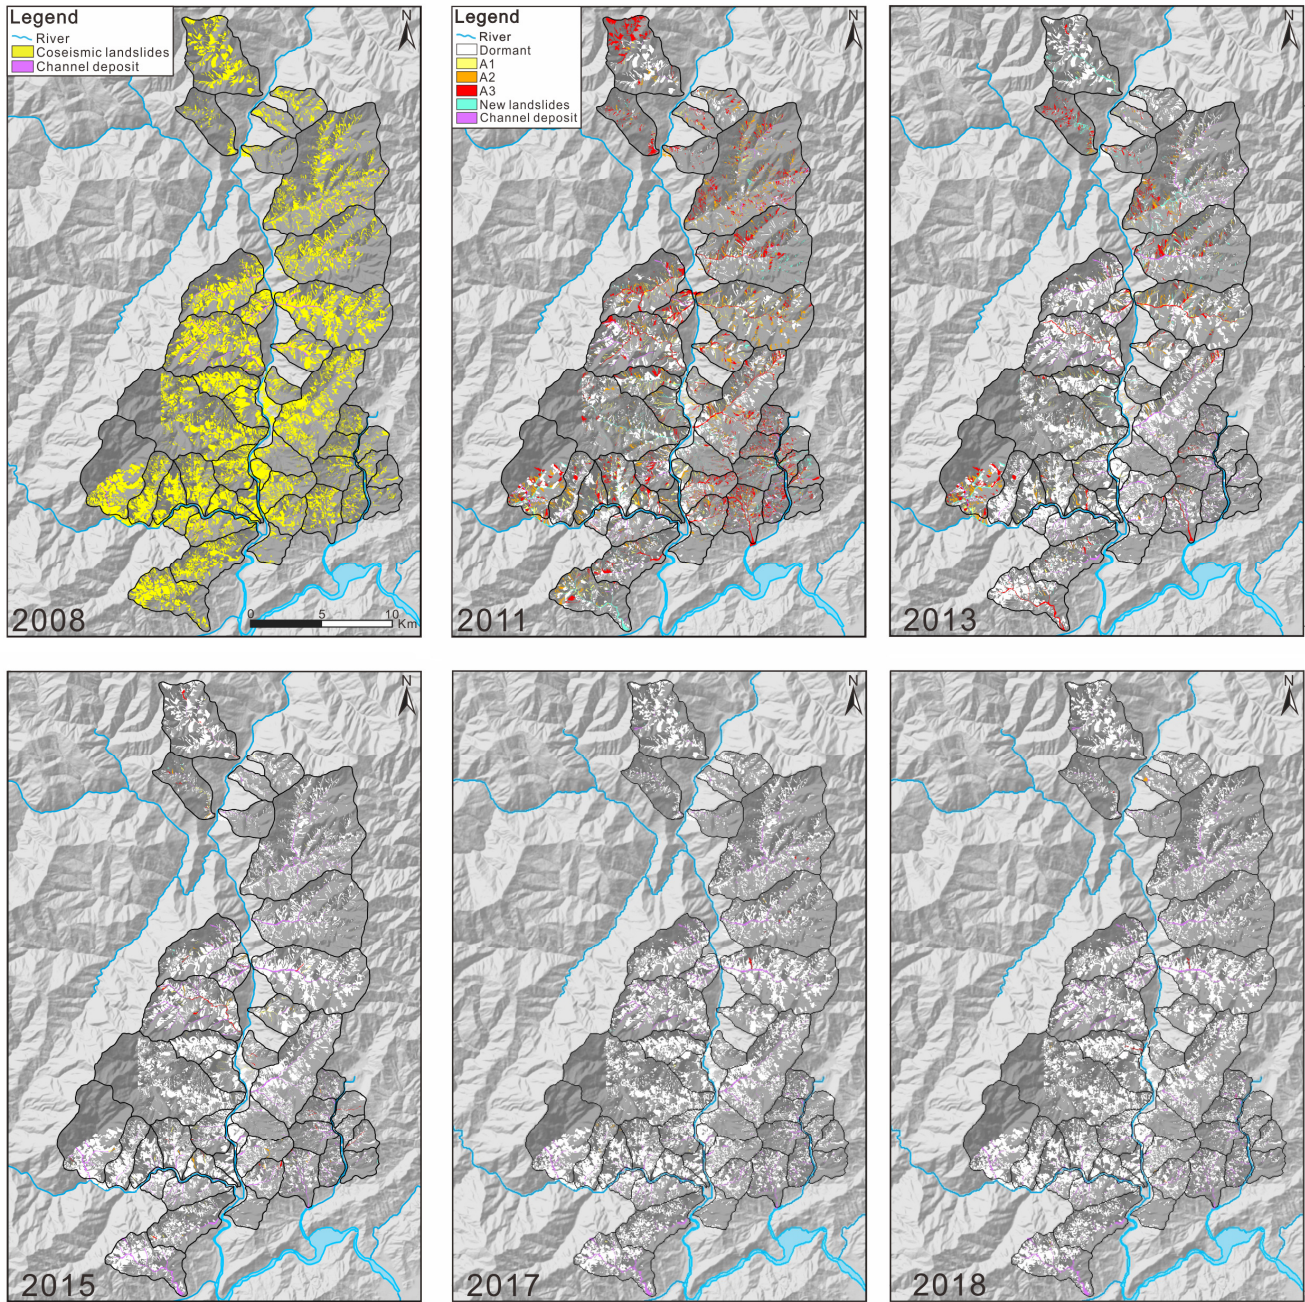 Legend
River
Coseismic landslides
Channel deposit
2008
0 5 10
Km
Legend
River
Dormant
A1
A2
A3
New landslides
Channel deposit
N
2011
N
2013
N
2015
N
2017
N
2018